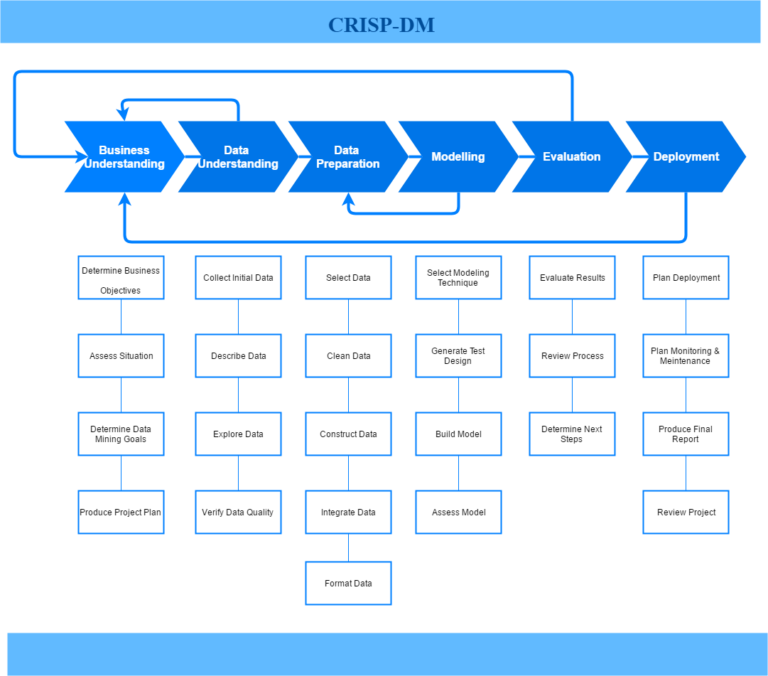 CRISP-DM
Business
Understanding
Data
Understanding
Data
Preparation
Modelling
Evaluation
Deployment
Determine Business
Objectives
Assess Situation
Determine Data
Mining Goals
Produce Project Plan
Collect Initial Data
Describe Data
Explore Data
Verify Data Quality
Select Data
Clean Data
Construct Data
Integrate Data
Format Data
Select Modeling
Technique
Generate Test
Design
Build Model
Assess Model
Evaluate Results
Review Process
Determine Next
Steps
Plan Deployment
Plan Monitoring &
Meintenance
Produce Final
Report
Review Project